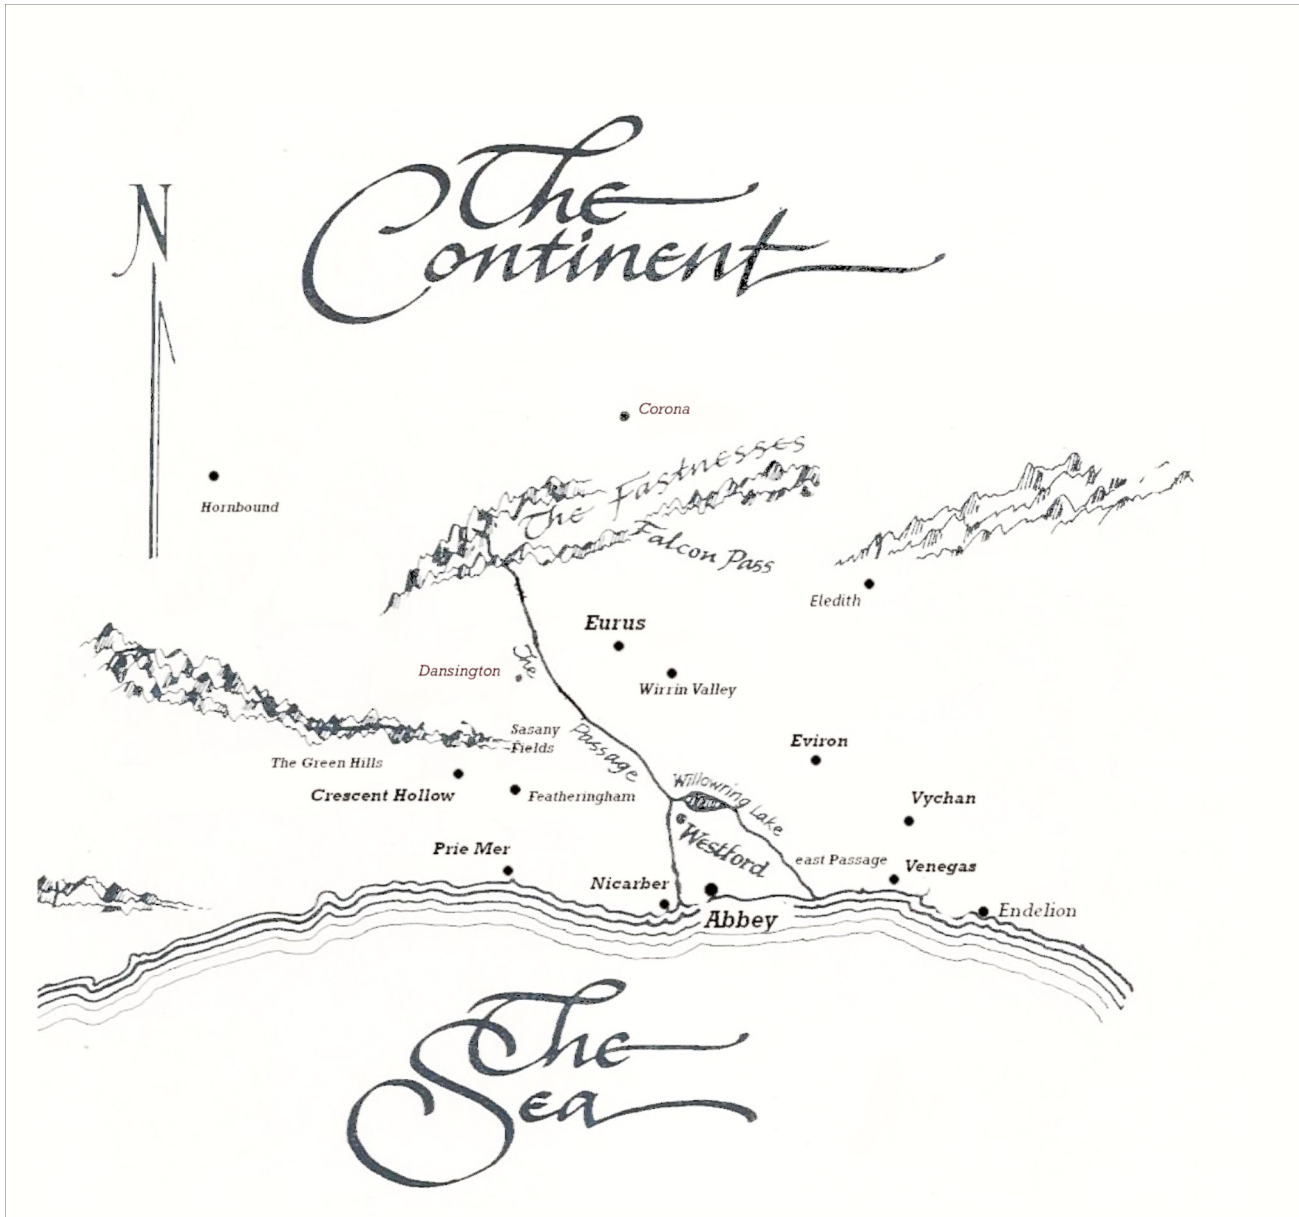 The
Continent
N
Corona
Hornbound
The Fastnesses
Falcon Pass
Eledith
Eurus
The
Dansington
Wirrin Valley
Sasany
Fields
Passage
Eviron
The Green Hills
Crescent Hollow
Featheringham
Willowring Lake
Vychan
Westford
Prie Mer
east Passage
Venegas
Nicarber
Abbey
Endelion
The
Sea